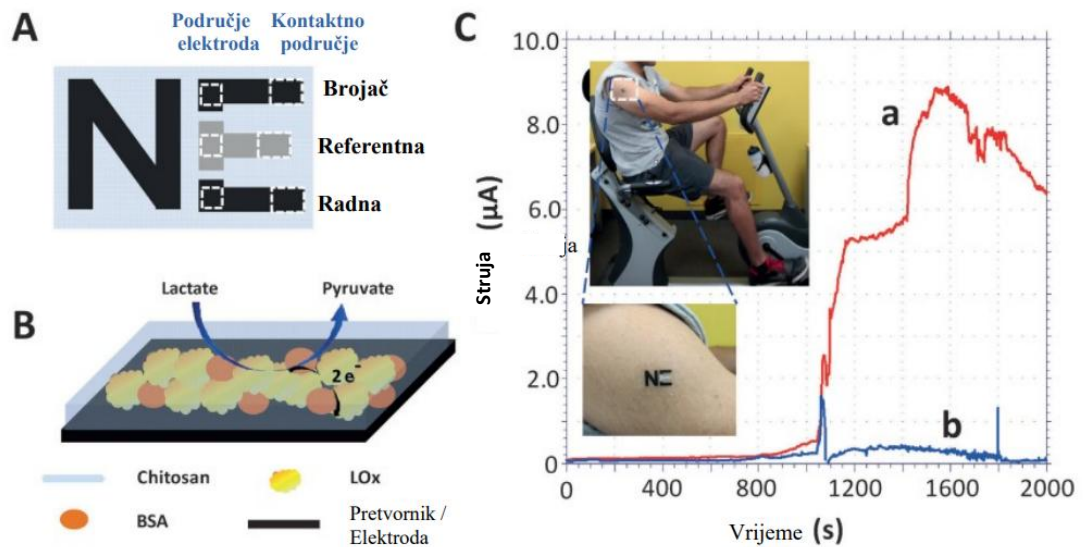 A
Područje elektroda
Kontaktno područje
N
Brojač
Referentna
Radna
B
Lactate
Pyruvate
2 e⁻
Chitosan
LOx
BSA
Pretvornik /
Elektroda
C
10.0
8.0
6.0
4.0
2.0
0
Struja (µA)
ja
a
b
NE
0
400
800
1200
1600
2000
Vrijeme (s)